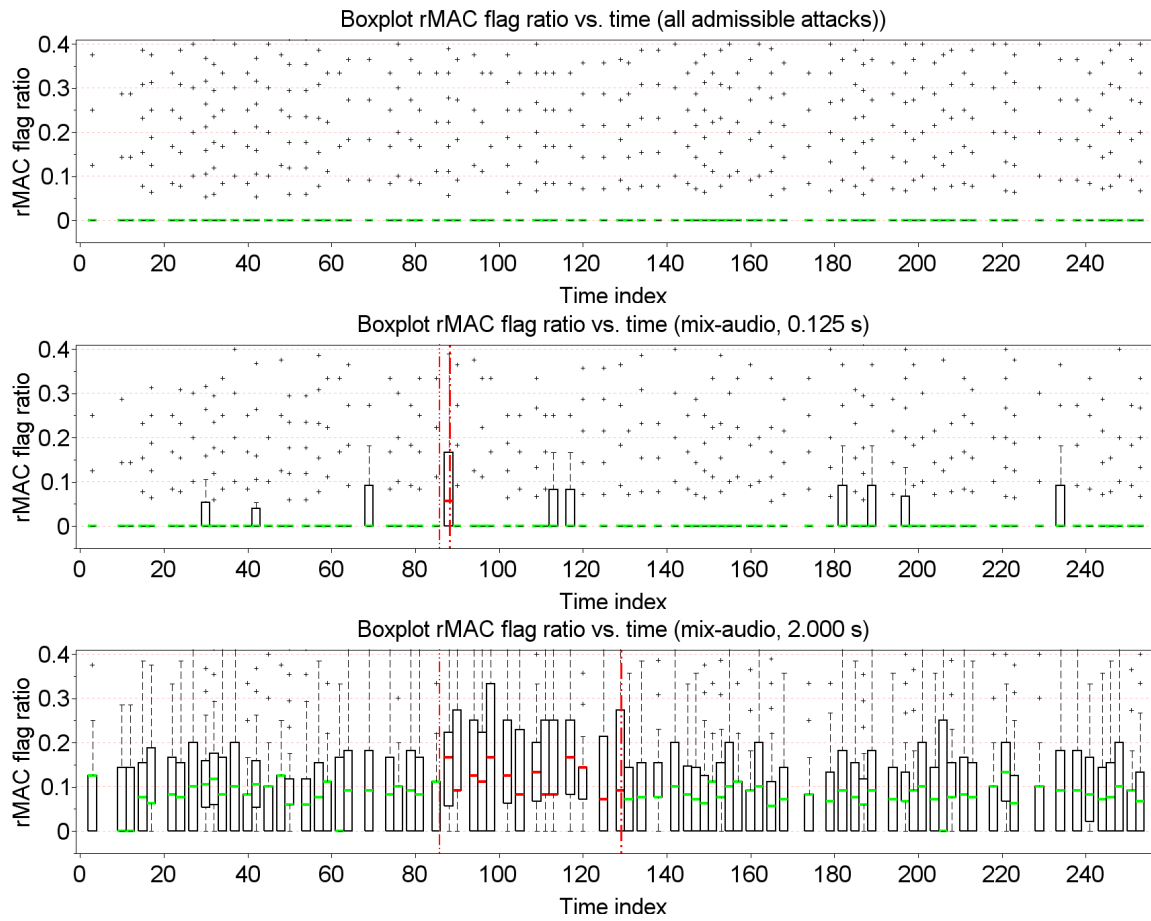 Boxplot rMAC flag ratio vs. time (all admissible attacks))
rMAC flag ratio
0.4
0.3
0.2
0.1
0
0 20 40 60 80 100 120 140 160 180 200 220 240
Time index
Boxplot rMAC flag ratio vs. time (mix-audio, 0.125 s)
rMAC flag ratio
0.4
0.3
0.2
0.1
0
0 20 40 60 80 100 120 140 160 180 200 220 240
Time index
Boxplot rMAC flag ratio vs. time (mix-audio, 2.000 s)
rMAC flag ratio
0.4
0.3
0.2
0.1
0
0 20 40 60 80 100 120 140 160 180 200 220 240
Time index